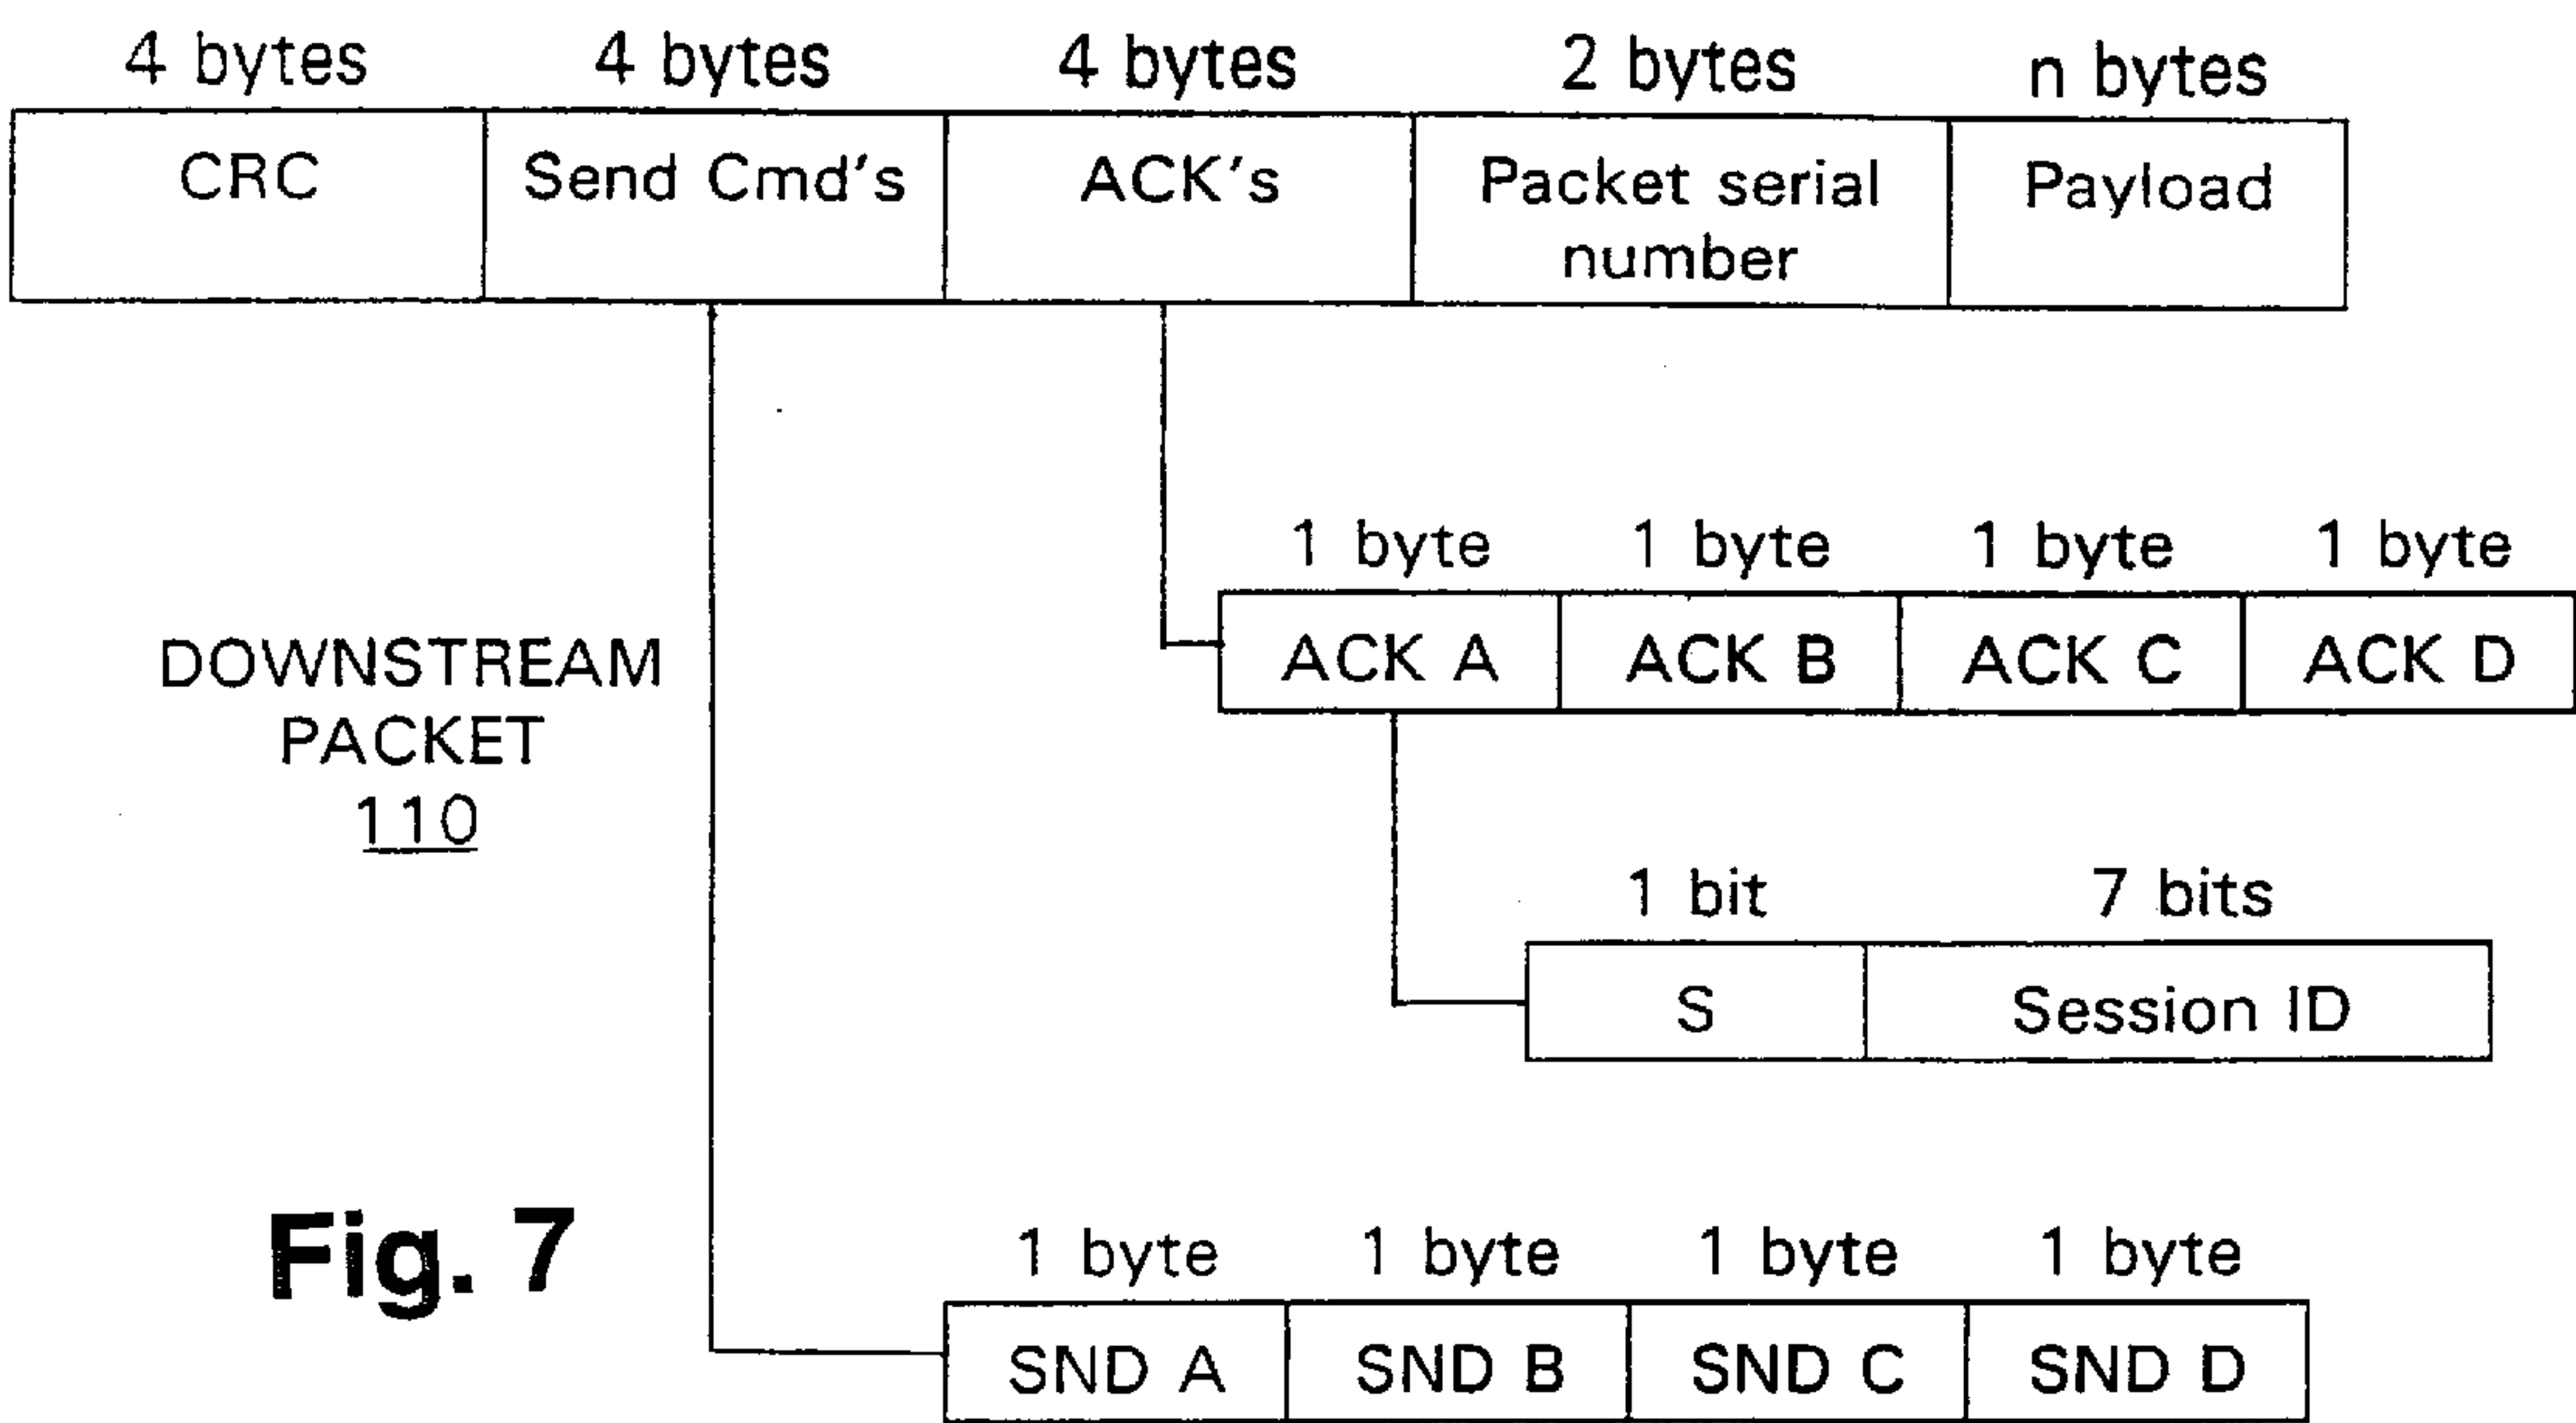 4 bytes 4 bytes 4 bytes 2 bytes n bytes
CRC Send Cmd's ACK's Packet serial number Payload
1 byte 1 byte 1 byte 1 byte
ACK A ACK B ACK C ACK D
DOWNSTREAM
PACKET
110
1 bit 7 bits
S Session ID
Fig. 7
1 byte 1 byte 1 byte 1 byte
SND A SND B SND C SND D